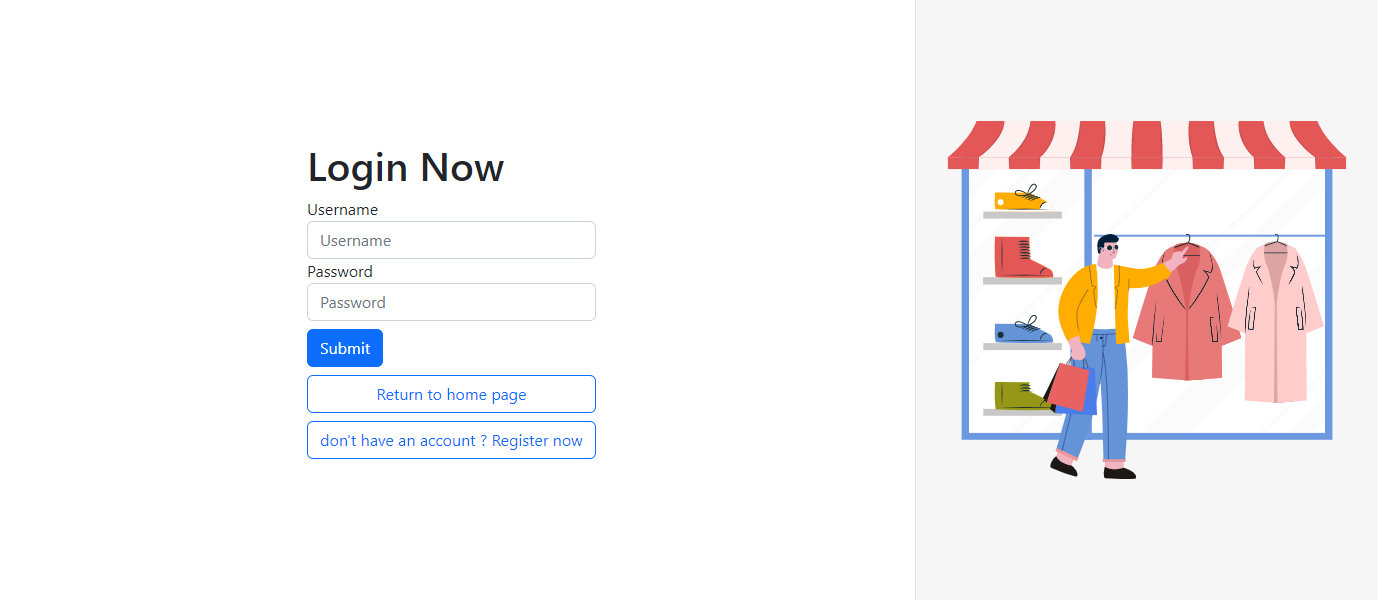 Login Now
Username
Username
Password
Password
Submit
Return to home page
don't have an account ? Register now